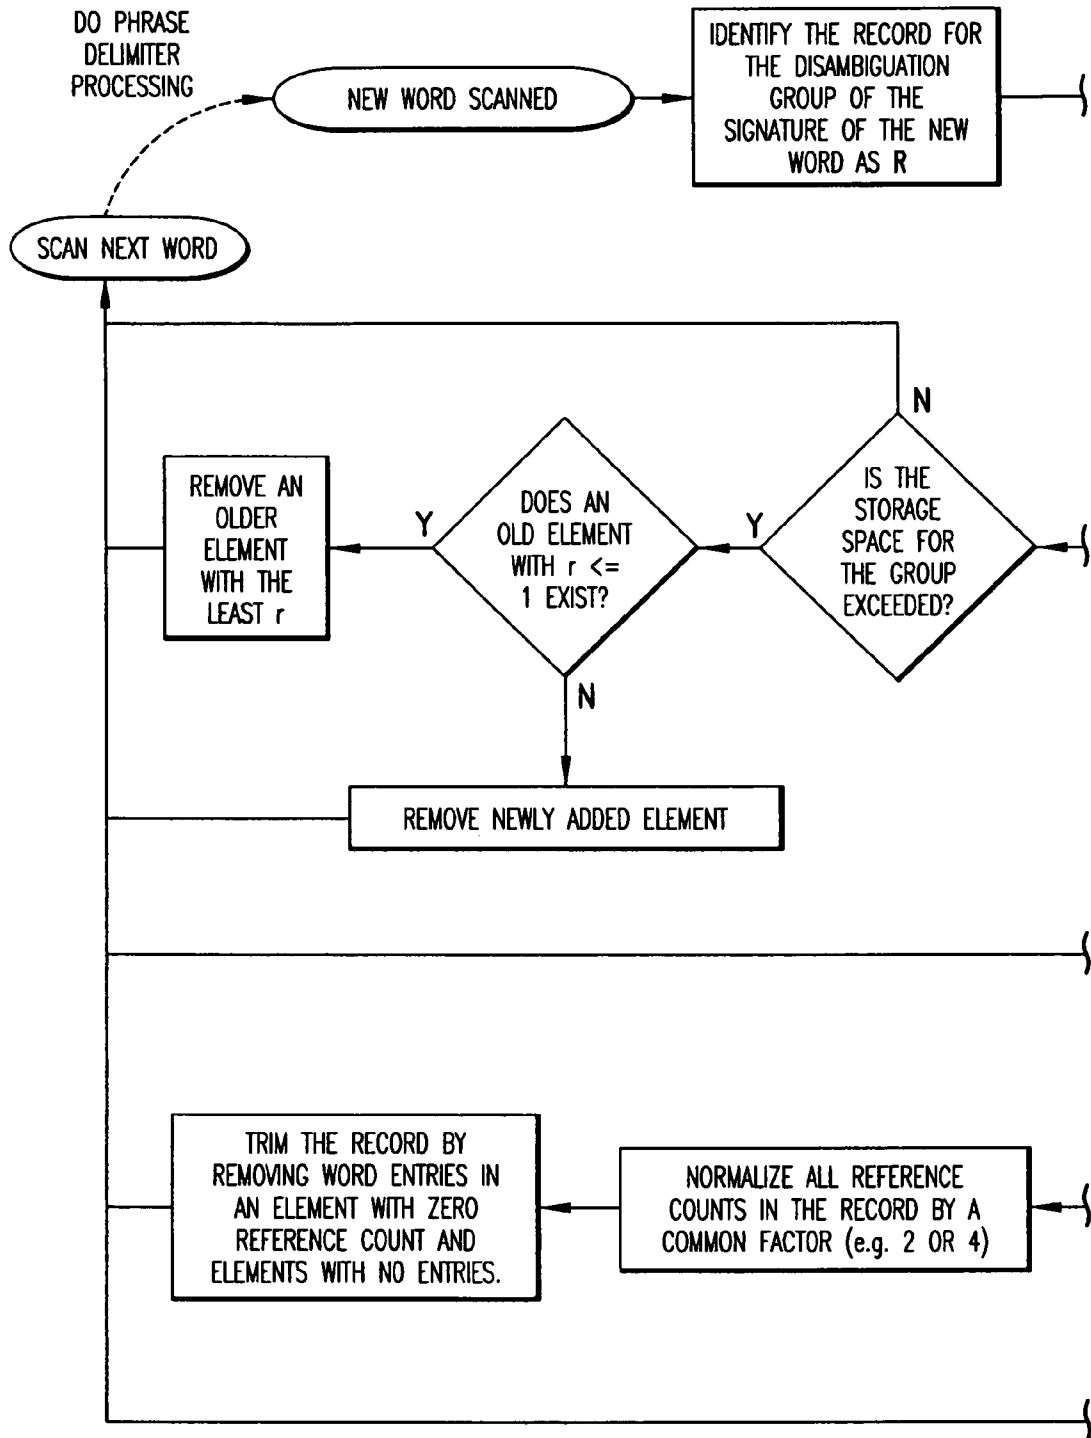 DO PHRASE
DELIMITER
PROCESSING
NEW WORD SCANNED
IDENTIFY THE RECORD FOR
THE DISAMBIGUATION
GROUP OF THE
SIGNATURE OF THE NEW
WORD AS R
SCAN NEXT WORD
N
REMOVE AN
OLDER
ELEMENT
WITH THE
LEAST r
Y
DOES AN
OLD ELEMENT
WITH r <=
1 EXIST?
Y
IS THE
STORAGE
SPACE FOR
THE GROUP
EXCEEDED?
N
REMOVE NEWLY ADDED ELEMENT
TRIM THE RECORD BY
REMOVING WORD ENTRIES IN
AN ELEMENT WITH ZERO
REFERENCE COUNT AND
ELEMENTS WITH NO ENTRIES.
NORMALIZE ALL REFERENCE
COUNTS IN THE RECORD BY A
COMMON FACTOR (e.g. 2 OR 4)